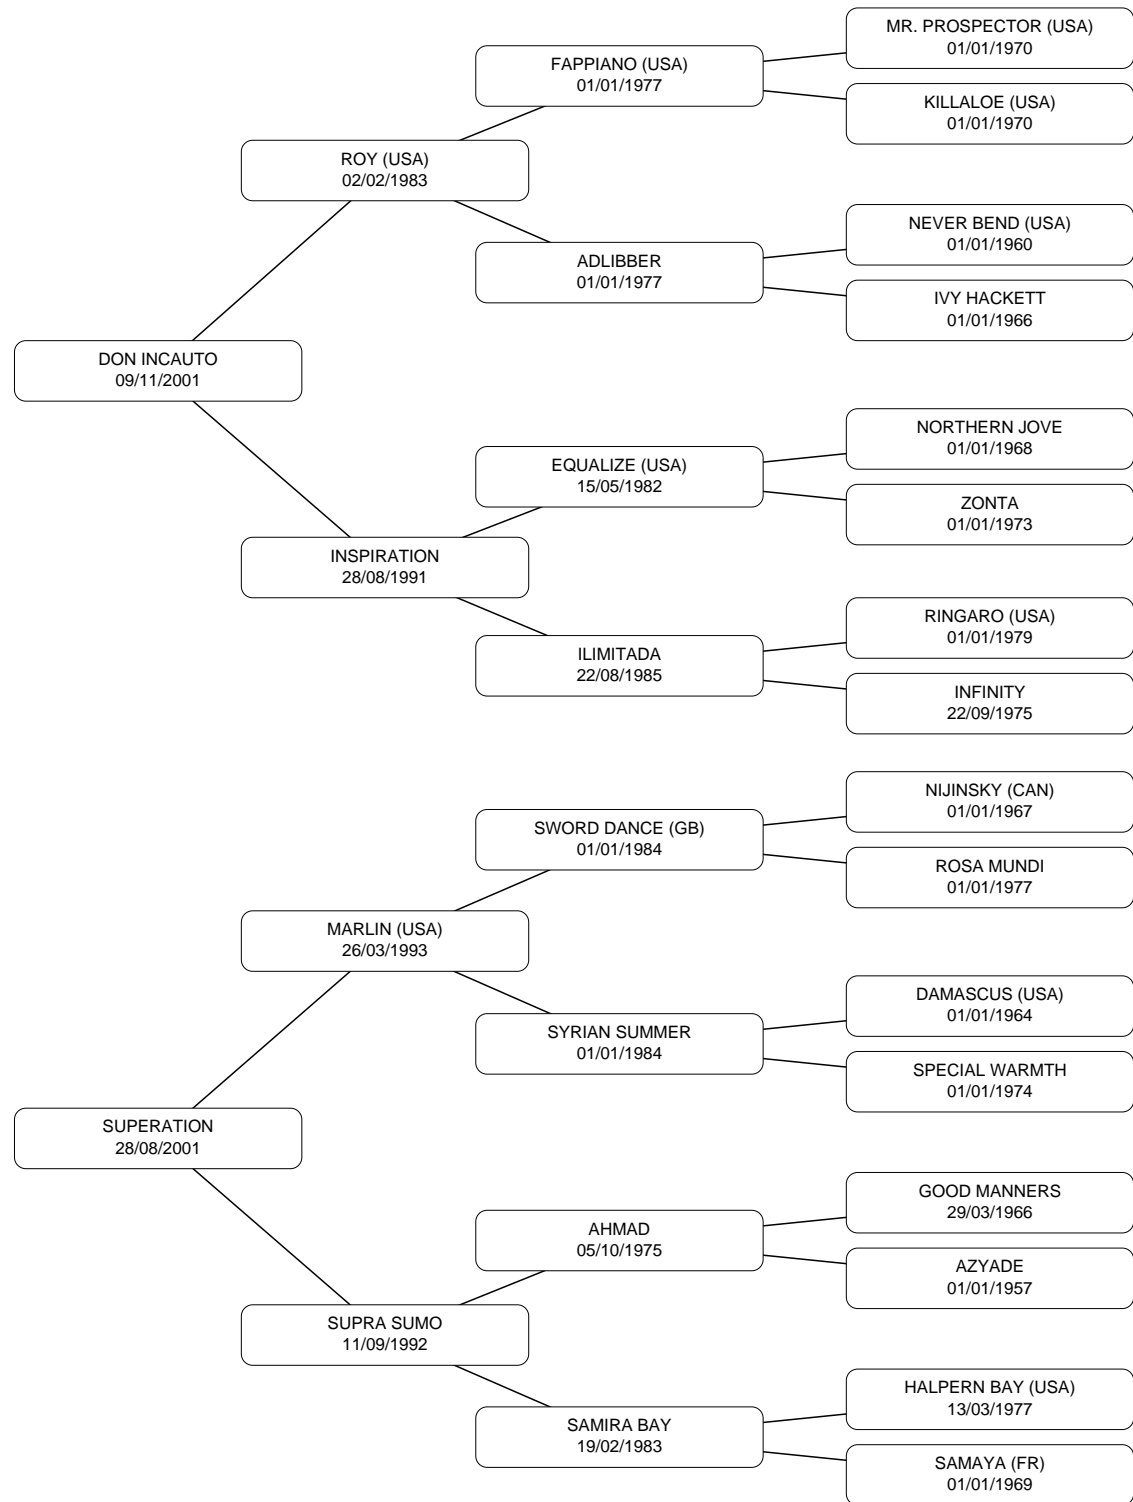 MR. PROSPECTOR (USA)
01/01/1970
FAPPIANO (USA)
01/01/1977
KILLALOE (USA)
01/01/1970
ROY (USA)
02/02/1983
NEVER BEND (USA)
01/01/1960
ADLIBBER
01/01/1977
IVY HACKETT
01/01/1966
DON INCAUTO
09/11/2001
NORTHERN JOVE
01/01/1968
EQUALIZE (USA)
15/05/1982
ZONTA
01/01/1973
INSPIRATION
28/08/1991
RINGARO (USA)
01/01/1979
ILIMITADA
22/08/1985
INFINITY
22/09/1975
NIJINSKY (CAN)
01/01/1967
SWORD DANCE (GB)
01/01/1984
ROSA MUNDI
01/01/1977
MARLIN (USA)
26/03/1993
DAMASCUS (USA)
01/01/1964
SYRIAN SUMMER
01/01/1984
SPECIAL WARMTH
01/01/1974
SUPERATION
28/08/2001
GOOD MANNERS
29/03/1966
AHMAD
05/10/1975
AZYADE
01/01/1957
SUPRA SUMO
11/09/1992
HALPERN BAY (USA)
13/03/1977
SAMIRA BAY
19/02/1983
SAMAYA (FR)
01/01/1969